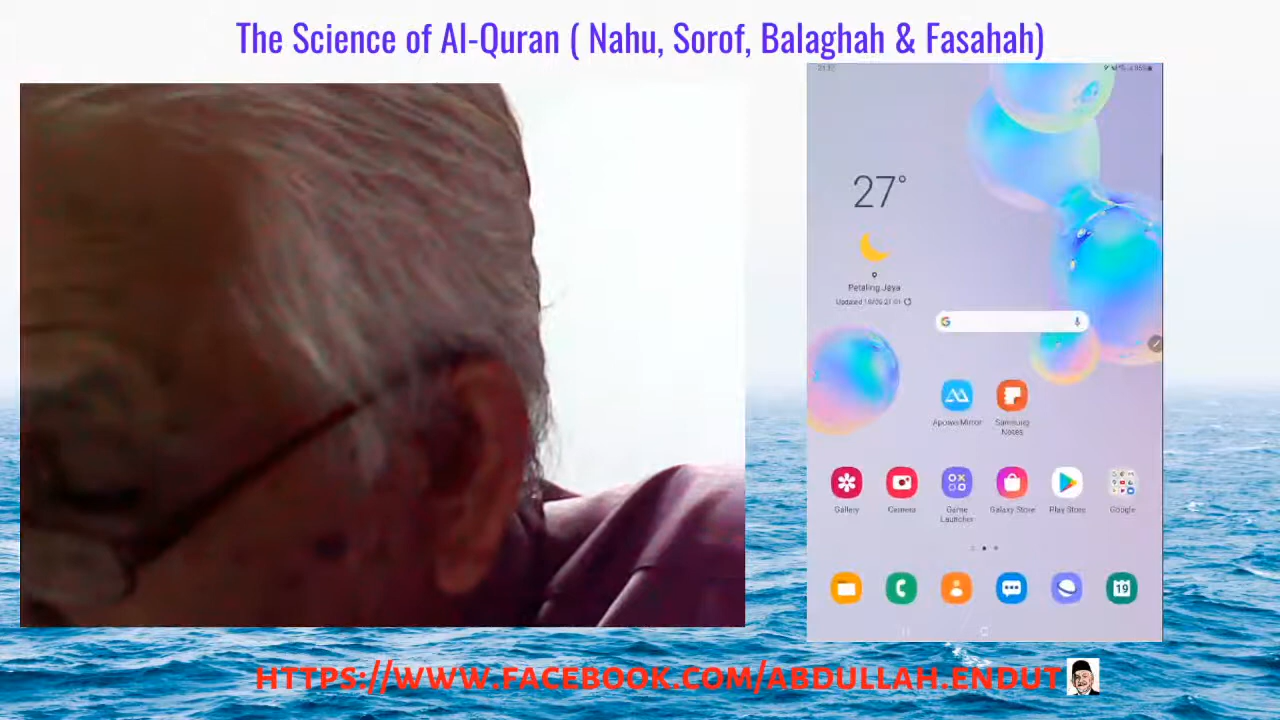 The Science of Al-Quran ( Nahu, Sorof, Balaghah & Fasahah)
27°
Petaling Jaya
G
ApowerMirror
Samsung
Notes
Gallery
Camera
Game
Launcher
Galaxy Store
Play Store
Google
19
HTTPS://WWW.FACEBOOK.COM/ABDULLAH.ENDUT